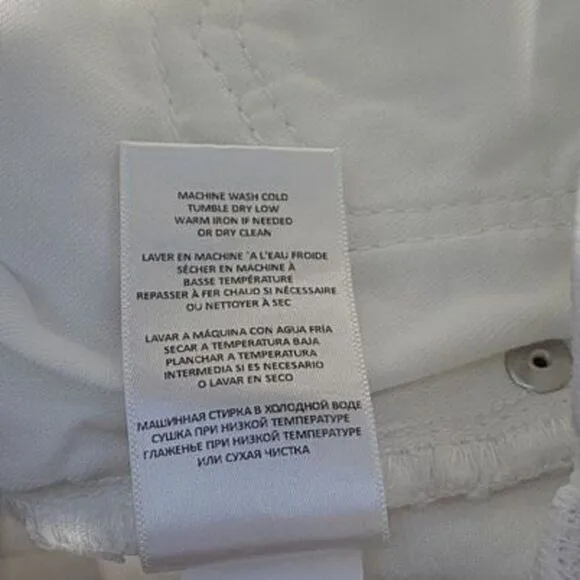 MACHINE WASH COLD
TUMBLE DRY LOW
WARM IRON IF NEEDED
OR DRY CLEAN
LAVER EN MACHINE `A L'EAU FROIDE
SÉCHER EN MACHINE À
BASSE TEMPÉRATURE
REPASSER À FER CHAUD SI NÉCESSAIRE
OU NETTOYER À SEC
LAVAR A MÁQUINA CON AGUA FRÍA
SECAR A TEMPERATURA BAJA
PLANCHAR A TEMPERATURA
INTERMEDIA SI ES NECESARIO
O LAVAR EN SECO
МАШИННАЯ СТИРКА В ХОЛОДНОЙ ВОДЕ
СУШКА ПРИ НИЗКОЙ ТЕМПЕРАТУРЕ
ГЛАЖЕНЬЕ ПРИ НИЗКОЙ ТЕМПЕРАТУРЕ
ИЛИ СУХАЯ ЧИСТКА